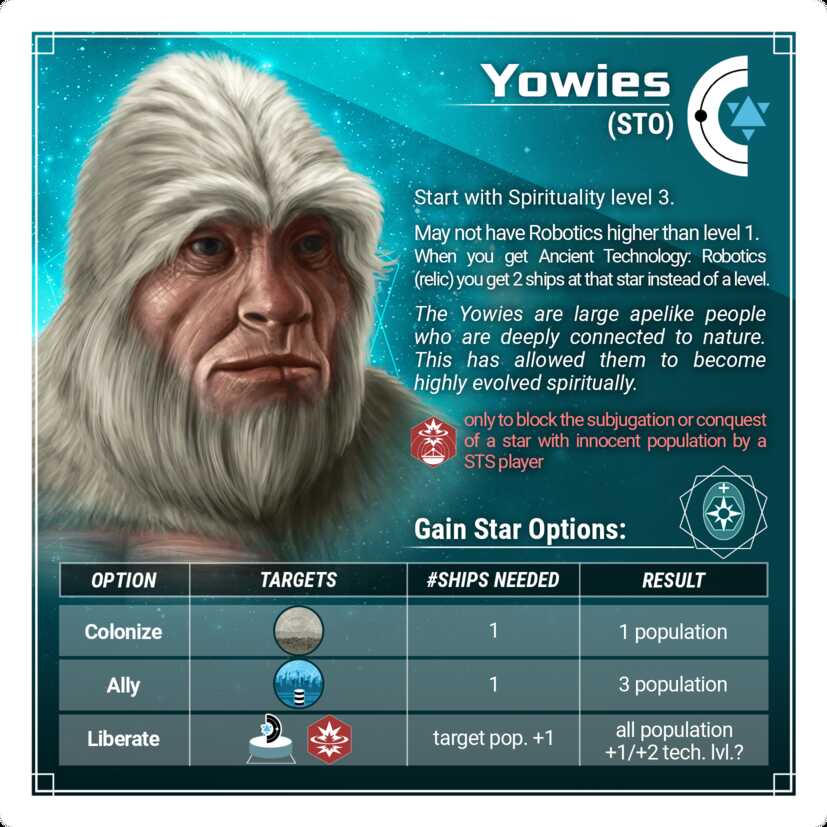 Yowies
(STO)
Start with Spirituality level 3.
May not have Robotics higher than level 1.
When you get Ancient Technology: Robotics
(relic) you get 2 ships at that star instead of a level.
The Yowies are large apelike people
who are deeply connected to nature.
This has allowed them to become
highly evolved spiritually.
only to block the subjugation or conquest
of a star with innocent population by a
STS player
Gain Star Options:
OPTION TARGETS #SHIPS NEEDED RESULT
Colonize 1 1 population
Ally 1 3 population
Liberate target pop. +1 all population
+1/+2 tech. lvl.?